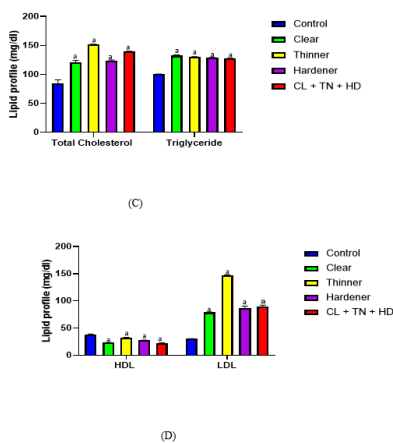 Lipid profile (mg/dl)
200
150
100
50
0
a a a a
a a a a
Total Cholesterol Triglyceride
Control
Clear
Thinner
Hardener
CL + TN + HD
(C)
Lipid profile (mg/dl)
200
150
100
50
0
a a a a
a a a a
HDL LDL
Control
Clear
Thinner
Hardener
CL + TN + HD
(D)